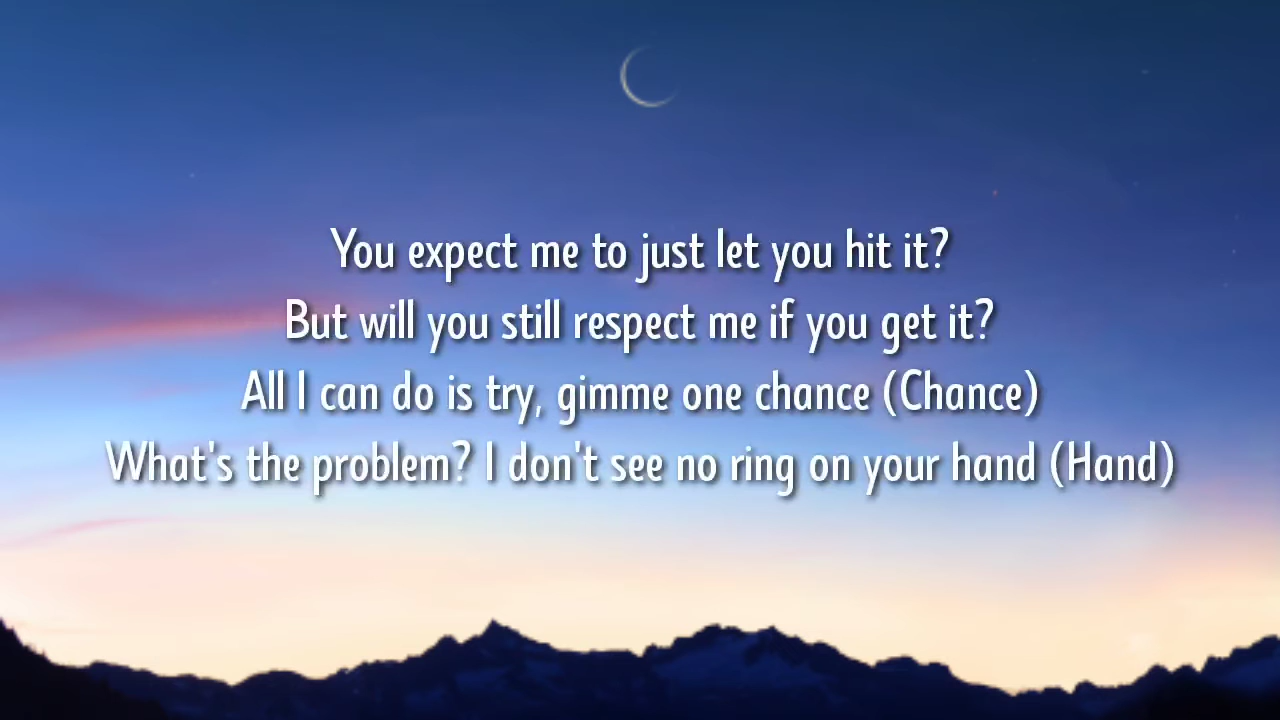 You expect me to just let you hit it?
But will you still respect me if you get it?
All I can do is try, gimme one chance (Chance)
What's the problem? I don't see no ring on your hand (Hand)